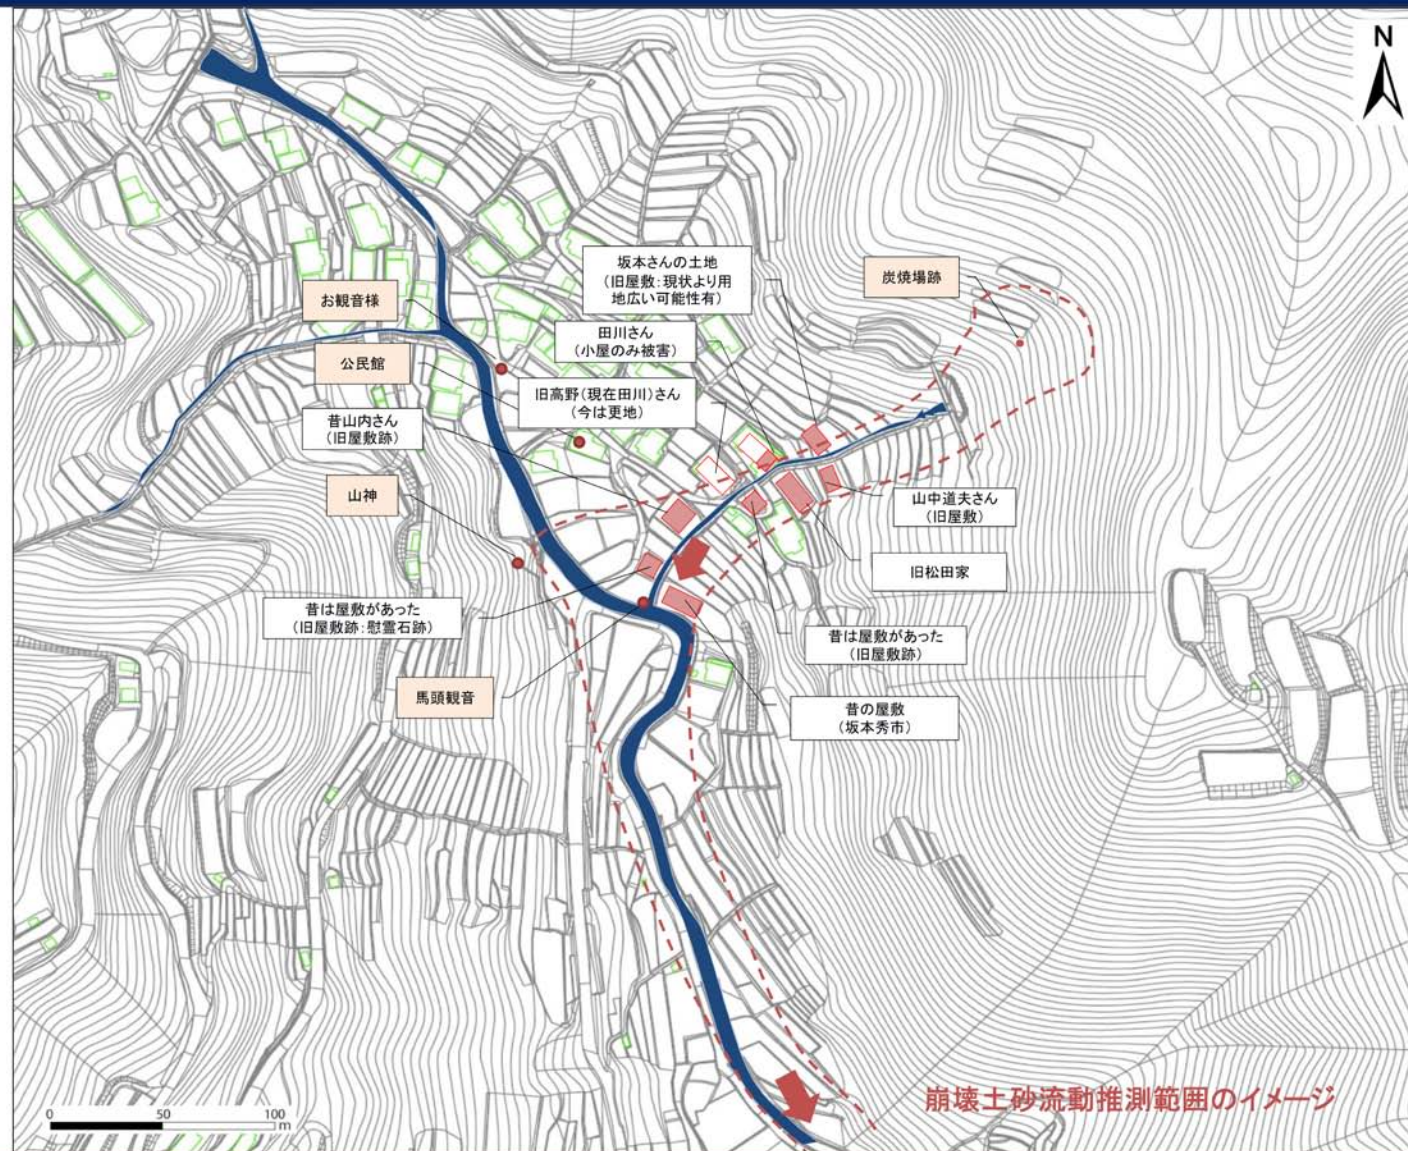 N
坂本さんの土地
(旧屋敷:現状より用
地広い可能性有)
炭焼場跡
お観音様
田川さん
(小屋のみ被害)
公民館
旧高野(現在田川)さん
(今は更地)
昔山内さん
(旧屋敷跡)
山神
山中道夫さん
(旧屋敷)
旧松田家
昔は屋敷があった
(旧屋敷跡:慰霊石跡)
昔は屋敷があった
(旧屋敷跡)
馬頭観音
昔の屋敷
(坂本秀市)
崩壊土砂流動推測範囲のイメージ
0 50 100
m